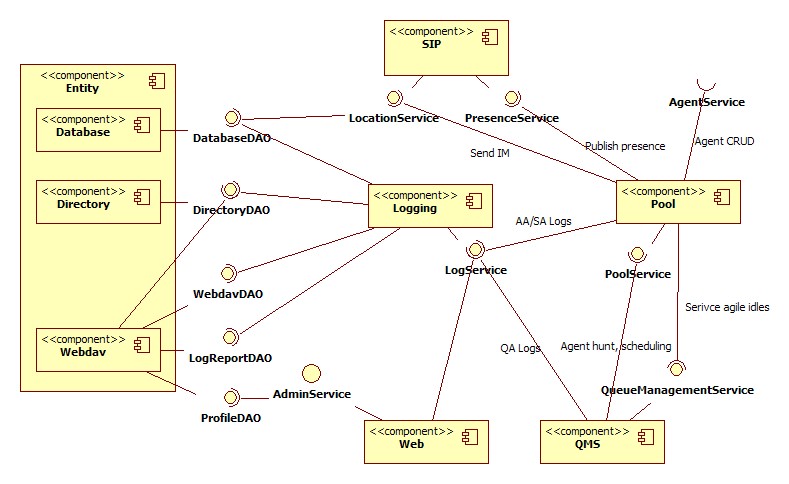 <<component>>
SIP
<<component>>
Entity
<<component>>
Database
DatabaseDAO
LocationService
PresenceService
AgentService
Send IM
Publish presence
Agent CRUD
<<component>>
Directory
DirectoryDAO
<<component>>
Logging
<<component>>
Pool
AA/SA Logs
LogService
PoolService
WebdavDAO
Serivce agile idles
<<component>>
Webdav
LogReportDAO
QA Logs
Agent hunt, scheduling
AdminService
QueueManagementService
ProfileDAO
<<component>>
Web
<<component>>
QMS